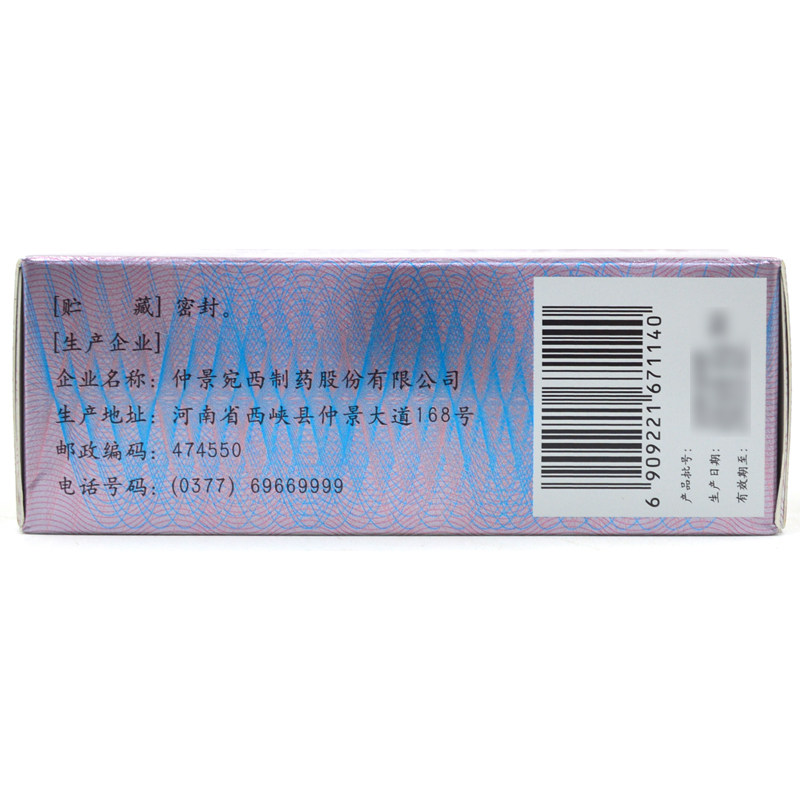 [贮 藏] 密封。
[生产企业]
企业名称：仲景宛西制药股份有限公司
生产地址：河南省西峡县仲景大道168号
邮政编码：474550
电话号码：(0377) 69669999
6 909221 671140
产品批号：
生产日期：
有效期至：